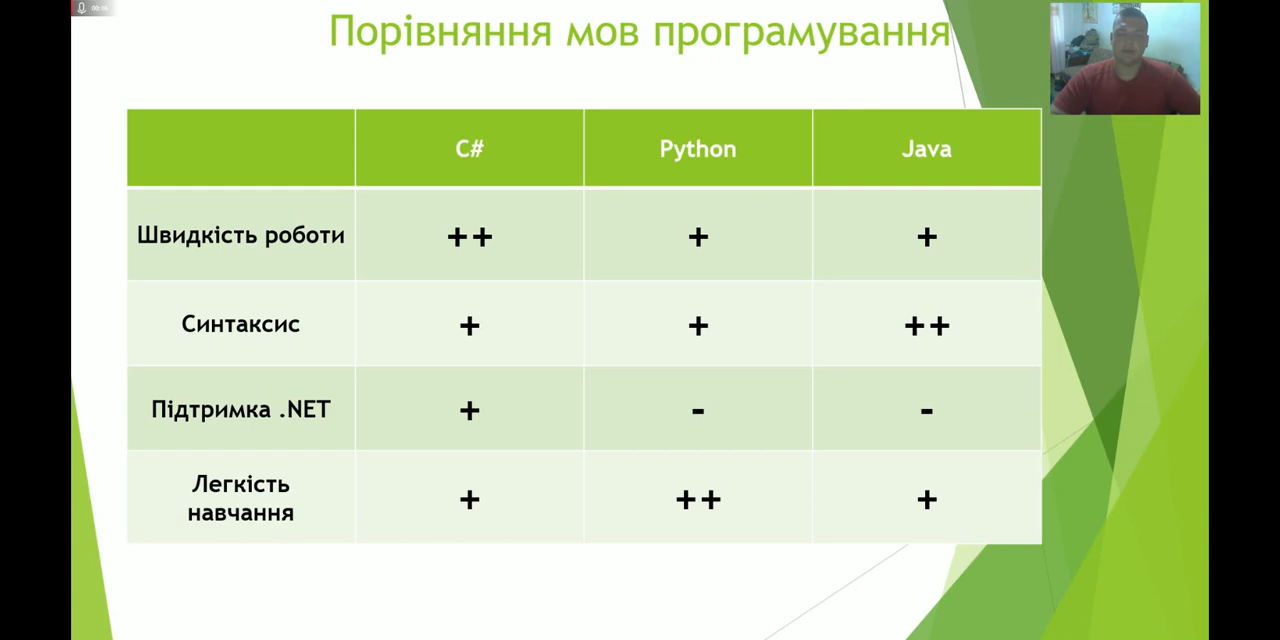 Порівняння мов програмування
C# Python Java
Швидкість роботи ++ + +
Синтаксис + + ++
Підтримка .NET + - -
Легкість
навчання + ++ +